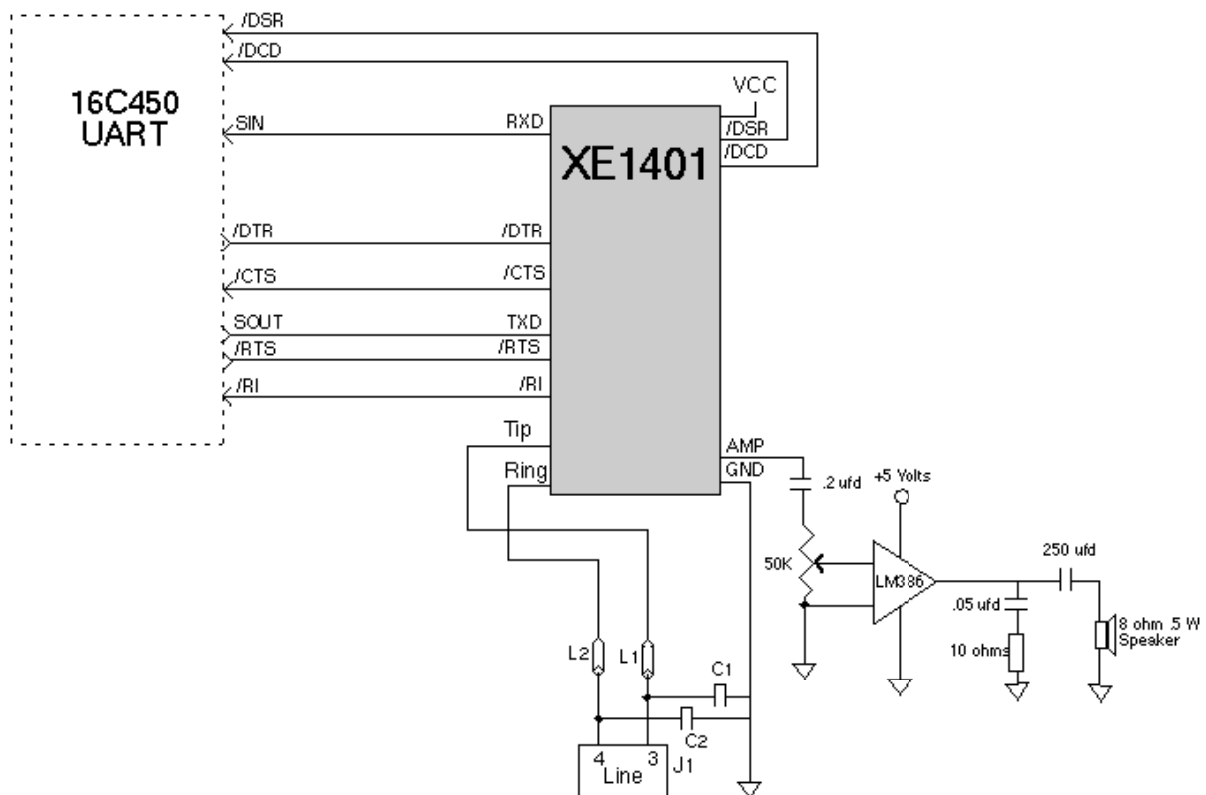 /DSR
/DCD
VCC
16C450
UART
SIN
RXD
/DSR
/DCD
XE1401
/DTR
/DTR
/CTS
/CTS
SOUT
TXD
/RTS
/RTS
/RI
/RI
Tip
Ring
AMP
GND
.2 ufd
+5 Volts
50K
LM386
250 ufd
.05 ufd
10 ohms
8 ohm .5 W
Speaker
L2
L1
C1
C2
4
3
J1
Line